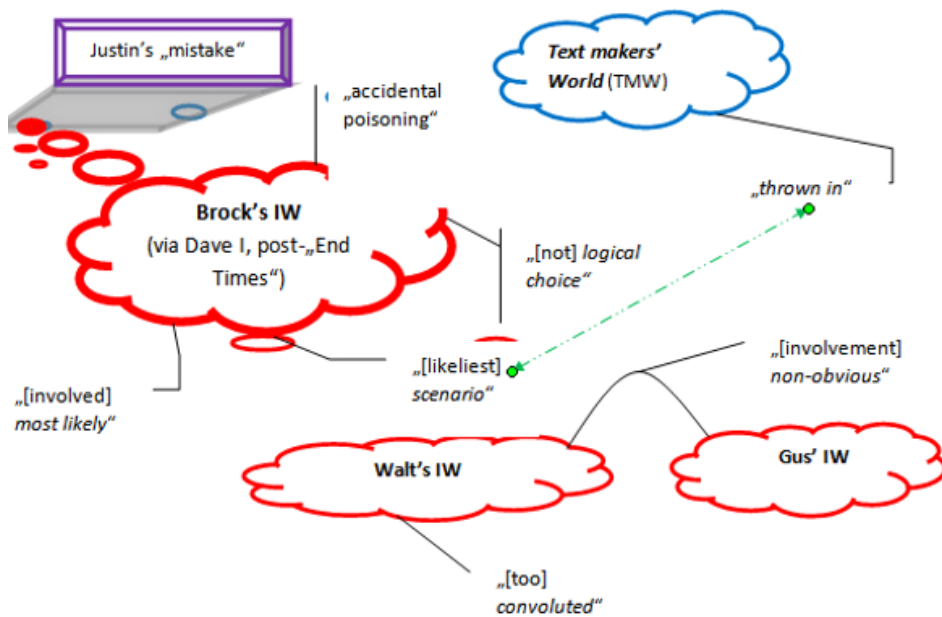 Justin's „mistake“
Text makers'
World (TMW)
„accidental
poisoning“
„thrown in“
Brock's IW
(via Dave I, post-„End
Times“)
„[not] logical
choice“
„[involvement]
non-obvious“
„[likeliest]
scenario“
„[involved]
most likely“
Walt's IW
Gus' IW
„[too]
convoluted“